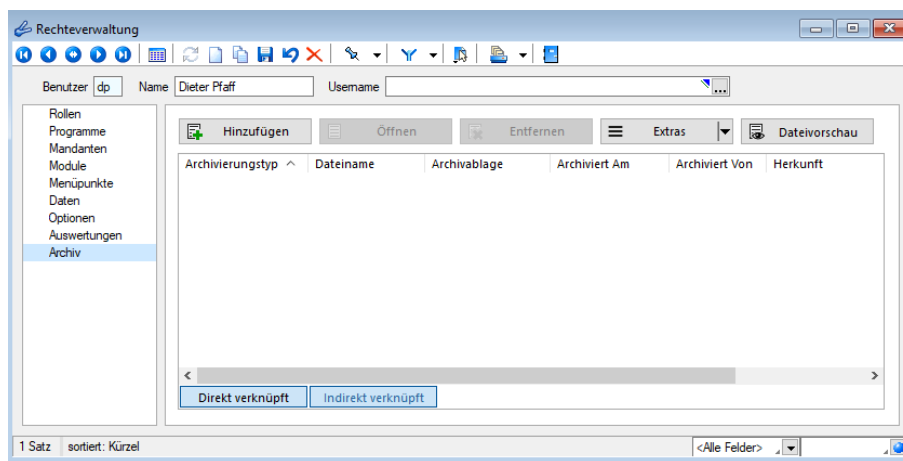 Rechteverwaltung
Benutzer dp Name Dieter Pfaff Username ...
Rollen
Programme
Mandanten
Module
Menüpunkte
Daten
Optionen
Auswertungen
Archiv
Hinzufügen Öffnen Entfernen Extras Dateivorschau
Archivierungstyp Dateiname Archivablage Archiviert Am Archiviert Von Herkunft
Direkt verknüpft Indirekt verknüpft
1 Satz sortiert: Kürzel <Alle Felder>